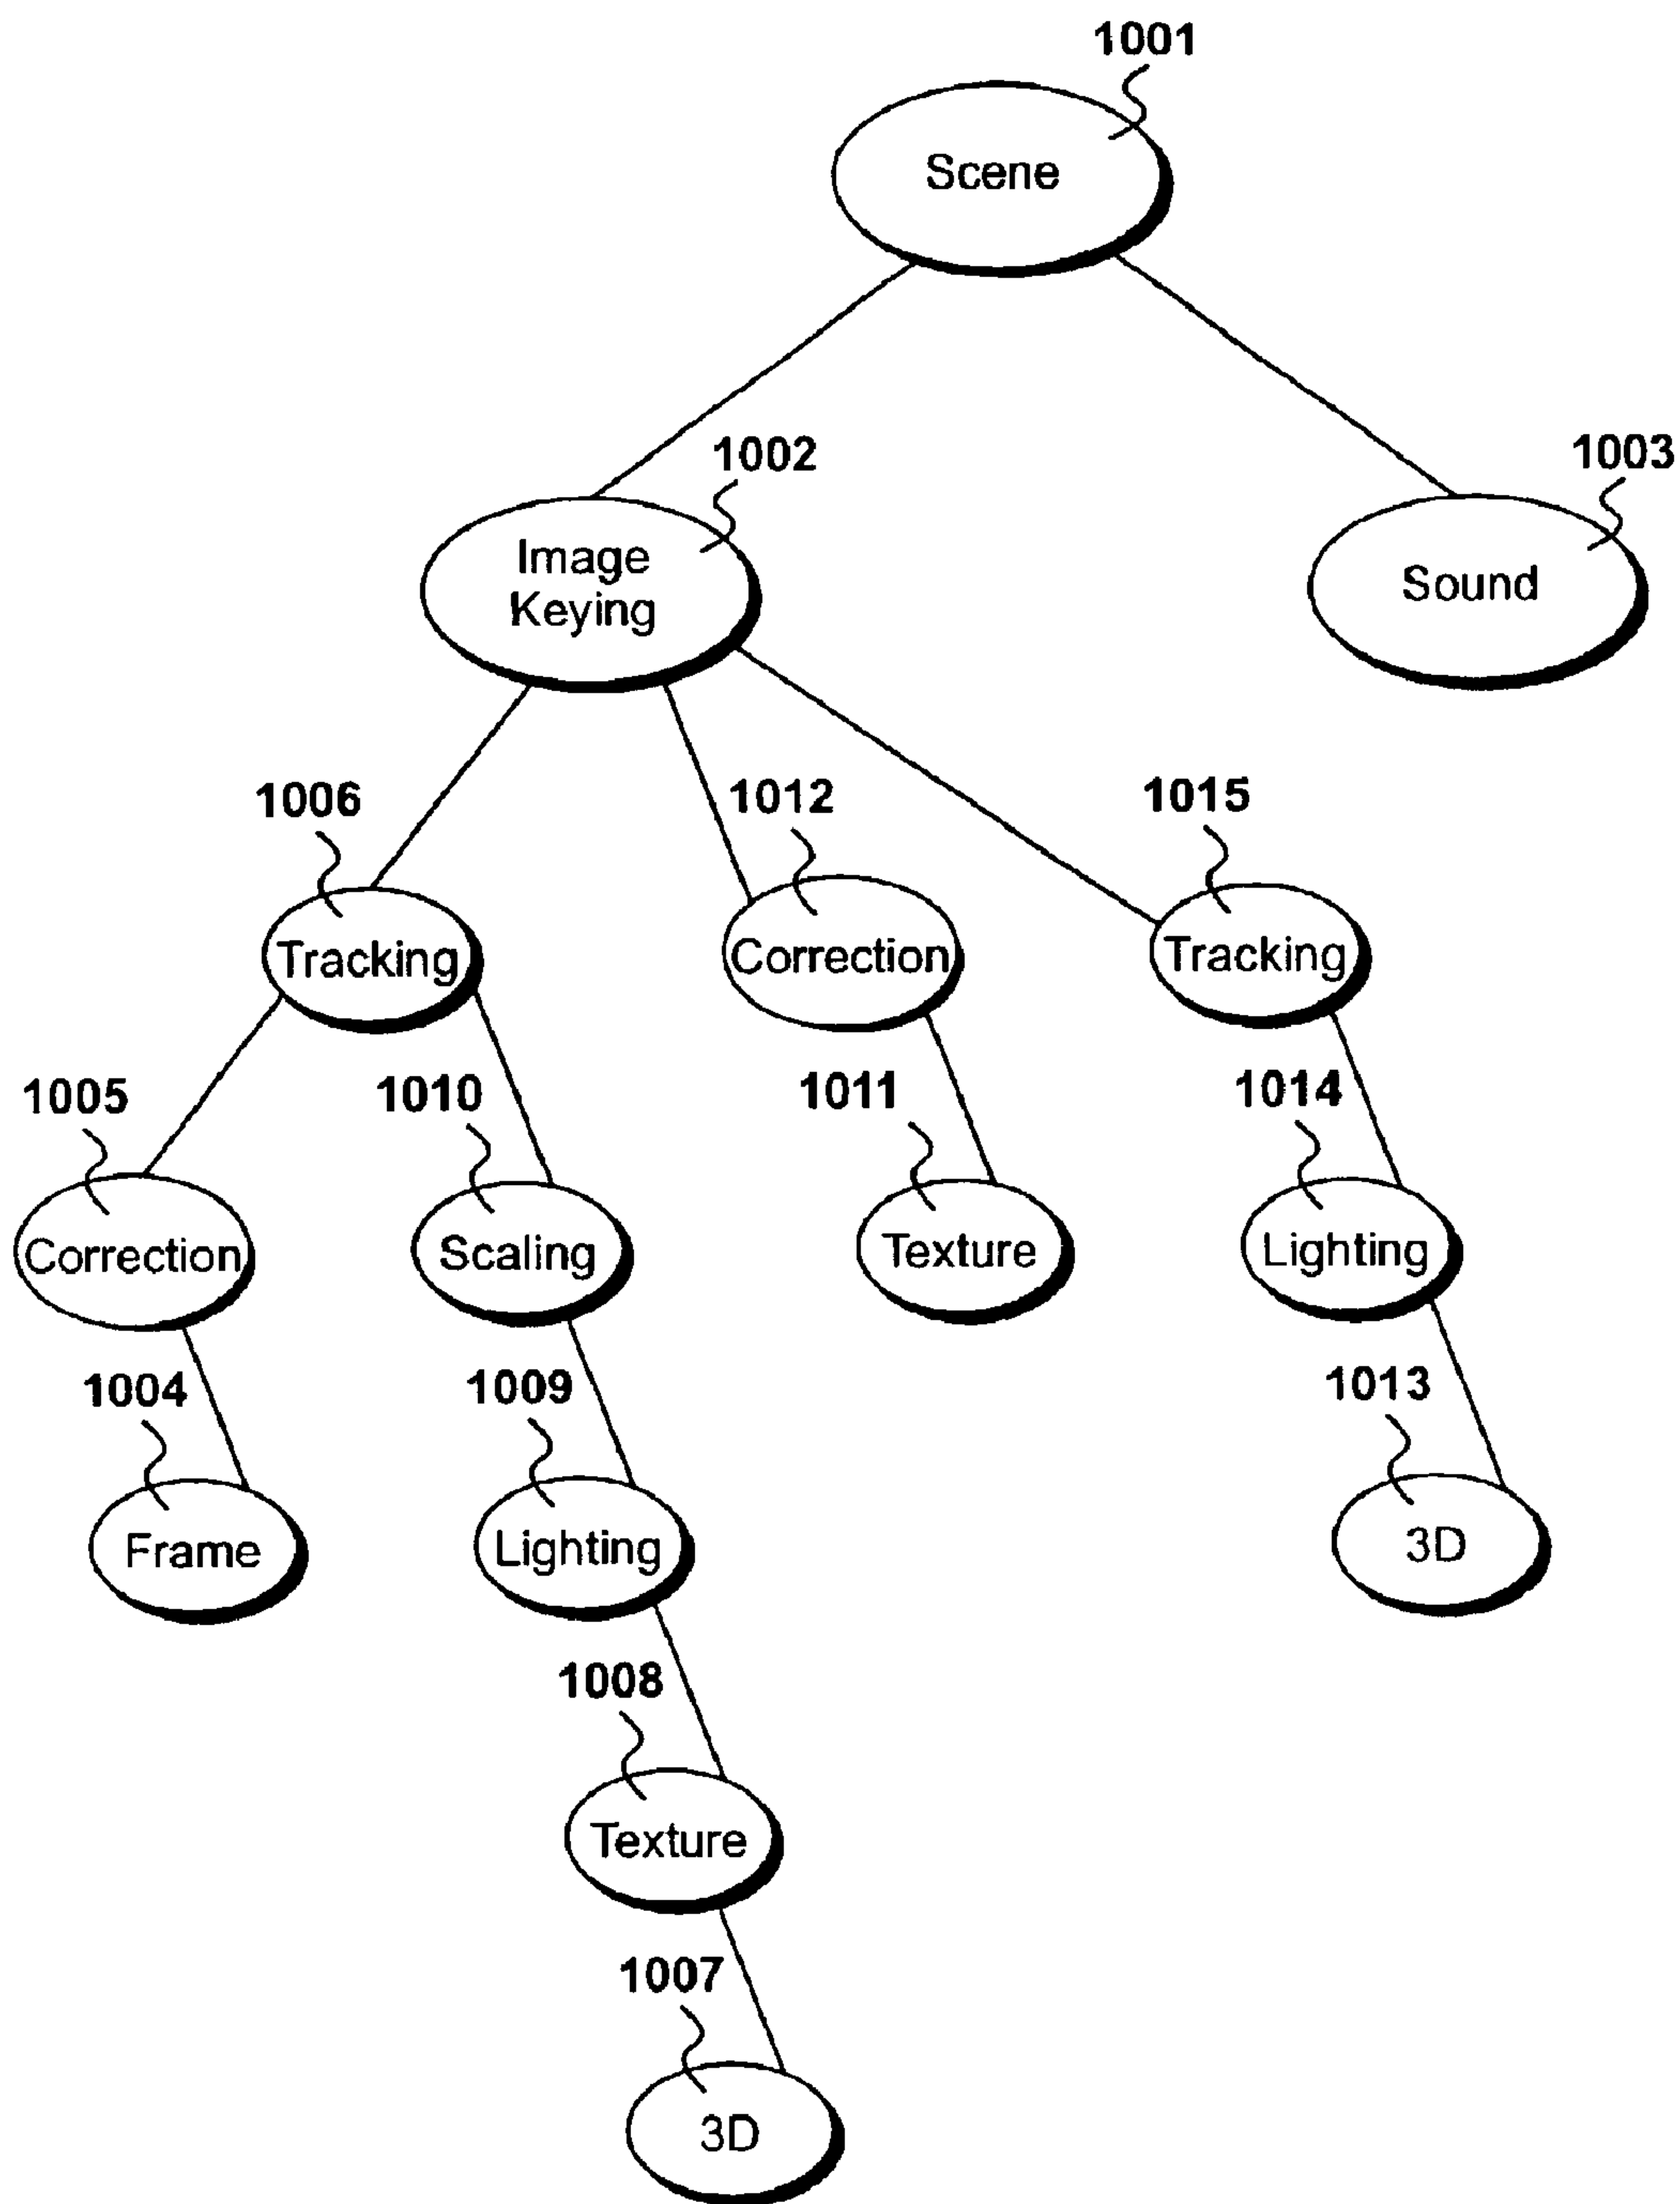 1001
Scene
1002
1003
Image
Keying
Sound
1006
1012
1015
Tracking
Correction
Tracking
1005
1010
1011
1014
Correction
Scaling
Texture
Lighting
1004
1009
1013
Frame
Lighting
3D
1008
Texture
1007
3D